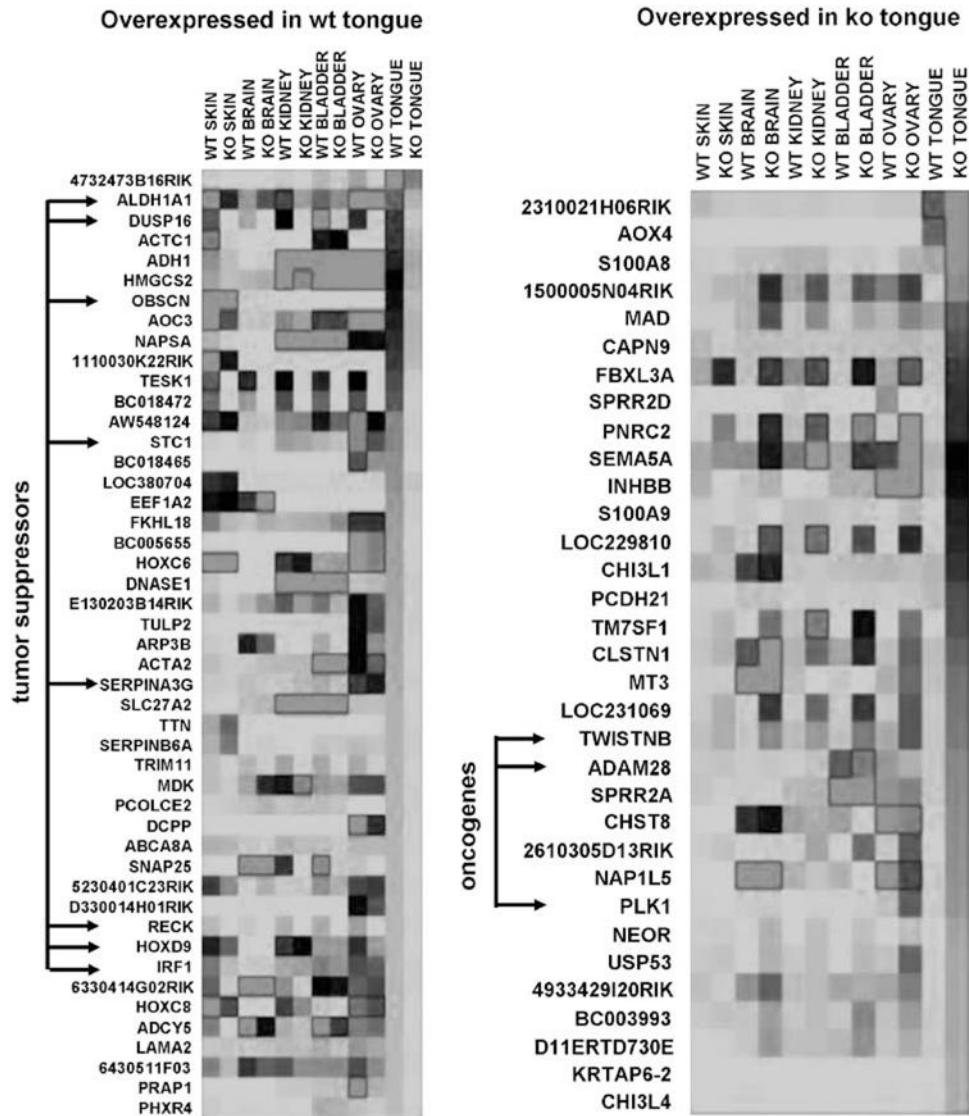 Overexpressed in wt tongue
WT SKIN
KO SKIN
WT BRAIN
KO BRAIN
WT KIDNEY
KO KIDNEY
WT BLADDER
KO BLADDER
WT OVARY
KO OVARY
WT TONGUE
KO TONGUE
tumor suppressors
4732473B16RIK
ALDH1A1
DUSP16
ACTC1
ADH1
HMGCS2
OBSCN
AOC3
NAPSA
1110030K22RIK
TESK1
BC018472
AW548124
STC1
BC018465
LOC380704
EEF1A2
FKHL18
BC005655
HOXC6
DNASE1
E130203B14RIK
TULP2
ARP3B
ACTA2
SERPINA3G
SLC27A2
TTN
SERPINB6A
TRIM11
MDK
PCOLCE2
DCPP
ABCA8A
SNAP25
5230401C23RIK
D330014H01RIK
RECK
HOXD9
IRF1
6330414G02RIK
HOXC8
ADCY5
LAMA2
6430511F03
PRAP1
PHXR4
Overexpressed in ko tongue
WT SKIN
KO SKIN
WT BRAIN
KO BRAIN
WT KIDNEY
KO KIDNEY
WT BLADDER
KO BLADDER
WT OVARY
KO OVARY
WT TONGUE
KO TONGUE
2310021H06RIK
AOX4
S100A8
1500005N04RIK
MAD
CAPN9
FBXL3A
SPRR2D
PNRC2
SEMA5A
INHBB
S100A9
LOC229810
CHI3L1
PCDH21
TM7SF1
CLSTN1
MT3
LOC231069
TWISTNB
ADAM28
SPRR2A
CHST8
2610305D13RIK
NAP1L5
PLK1
NEOR
USP53
4933429I20RIK
BC003993
D11ERTD730E
KRTAP6-2
CHI3L4
oncogenes